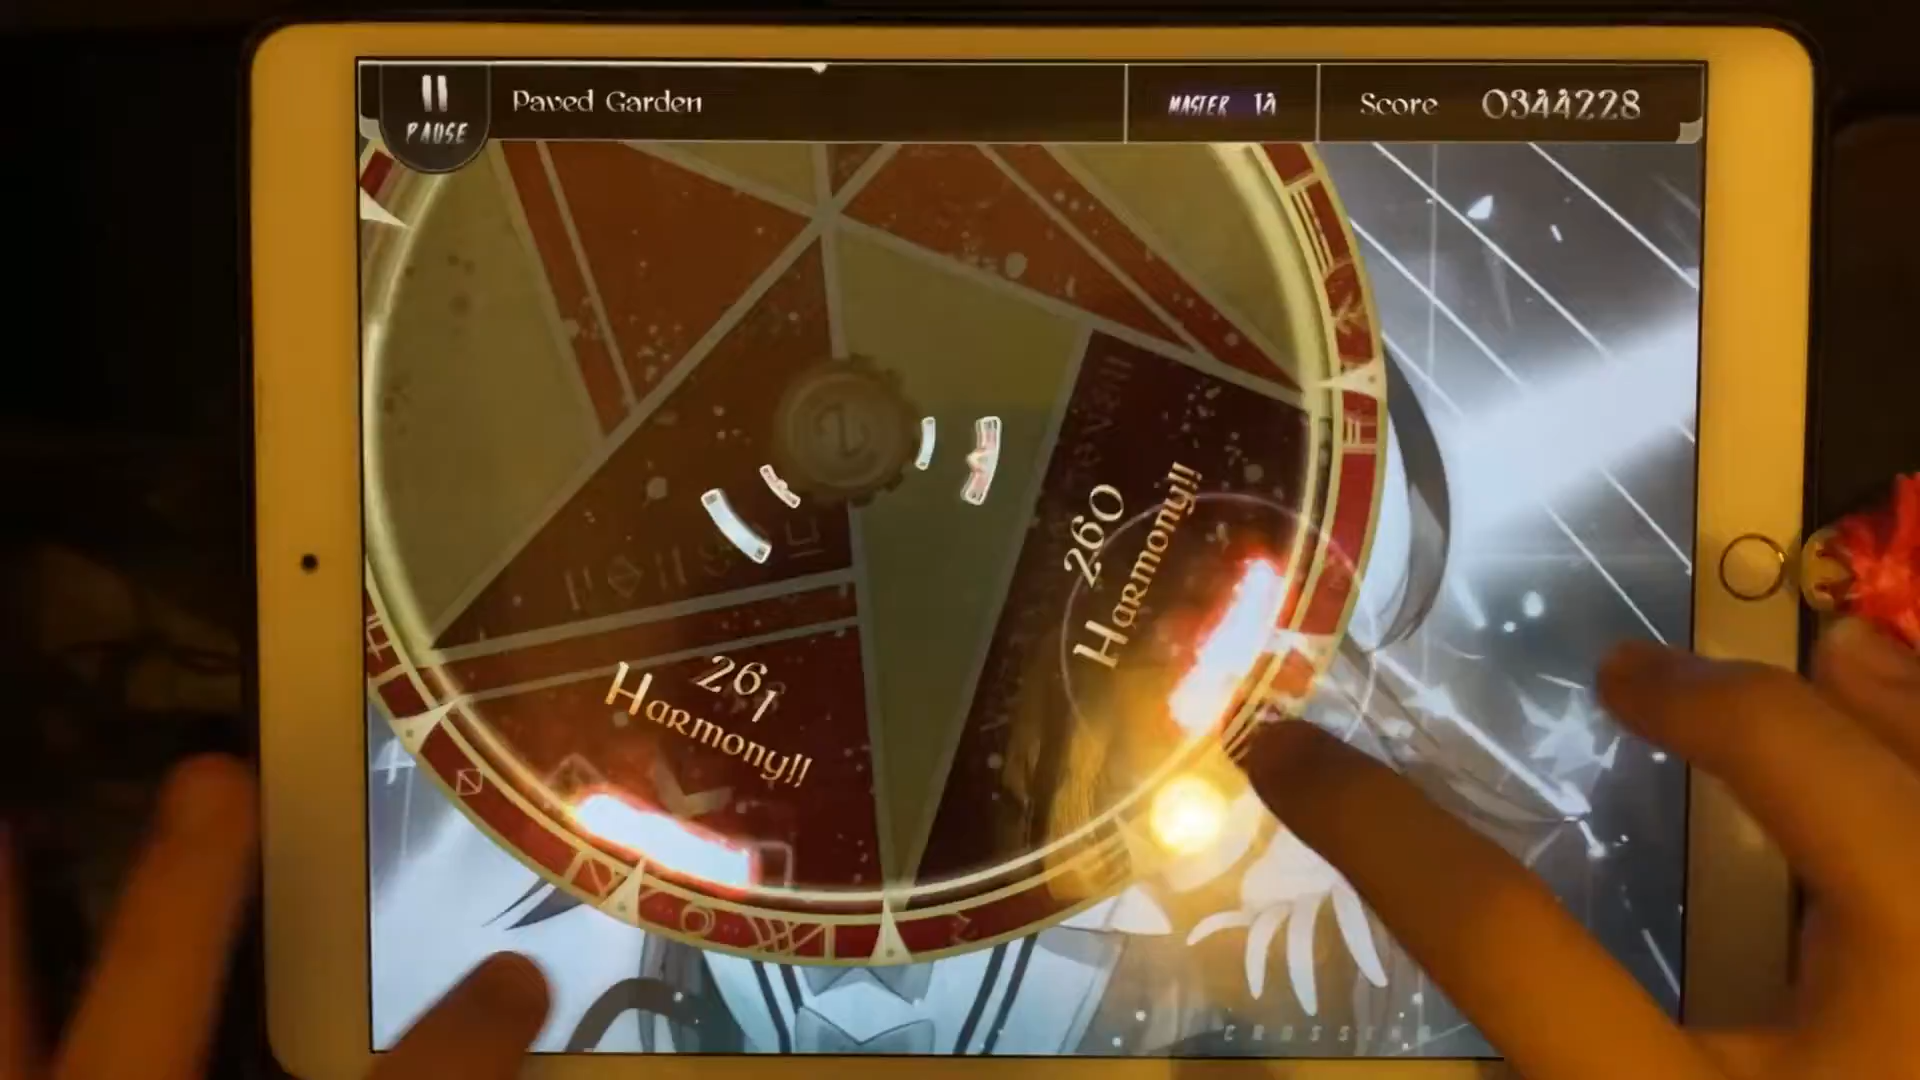 PAUSE
Paved Garden
MASTER 14
Score 0344228
260
Harmony!!
261
Harmony!!